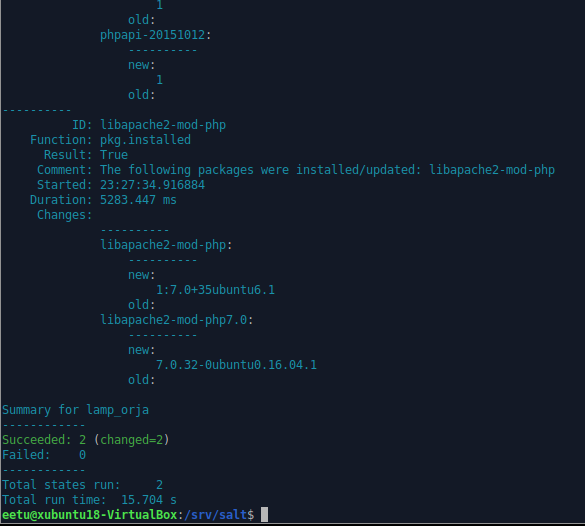 1
old:
phpapi-20151012:
----------
new:
1
old:
----------
ID: libapache2-mod-php
Function: pkg.installed
Result: True
Comment: The following packages were installed/updated: libapache2-mod-php
Started: 23:27:34.916884
Duration: 5283.447 ms
Changes:
----------
libapache2-mod-php:
----------
new:
1:7.0+35ubuntu6.1
old:
libapache2-mod-php7.0:
----------
new:
7.0.32-0ubuntu0.16.04.1
old:
Summary for lamp_orja
------------
Succeeded: 2 (changed=2)
Failed:    0
------------
Total states run:     2
Total run time:  15.704 s
eetu@xubuntu18-VirtualBox:/srv/salt$